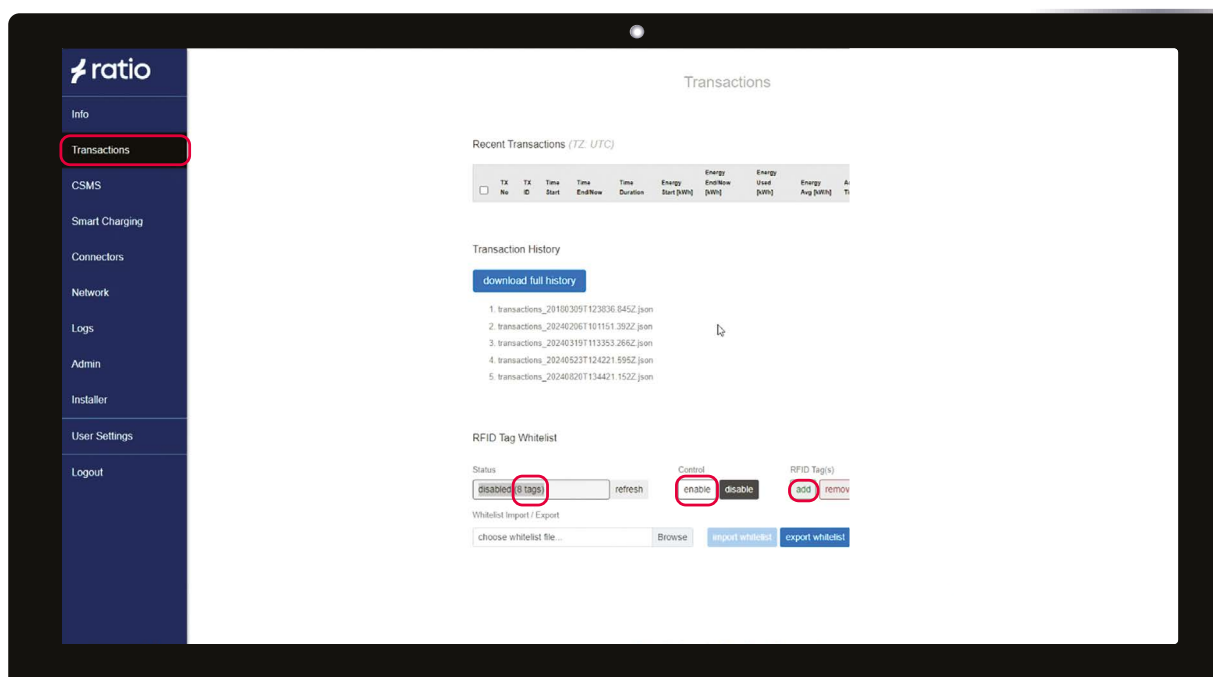 ratio
Transactions
Info
Transactions
CSMS
Smart Charging
Connectors
Network
Logs
Admin
Installer
User Settings
Logout
Recent Transactions (TZ. UTC)
TX No
TX ID
Time Start
Time End/Now
Time Duration
Energy Start [kWh]
Energy End/Now [kWh]
Energy Used [kWh]
Energy Avg [kW/h]
Transaction History
download full history
1. transactions_20180309T123836.845Z.json
2. transactions_20240206T101151.392Z.json
3. transactions_20240319T113353.266Z.json
4. transactions_20240523T124221.595Z.json
5. transactions_20240820T134421.152Z.json
RFID Tag Whitelist
Status
Control
RFID Tag(s)
disabled (8 tags)
refresh
enable
disable
add
remov
Whitelist Import / Export
choose whitelist file...
Browse
import whitelist
export whitelist